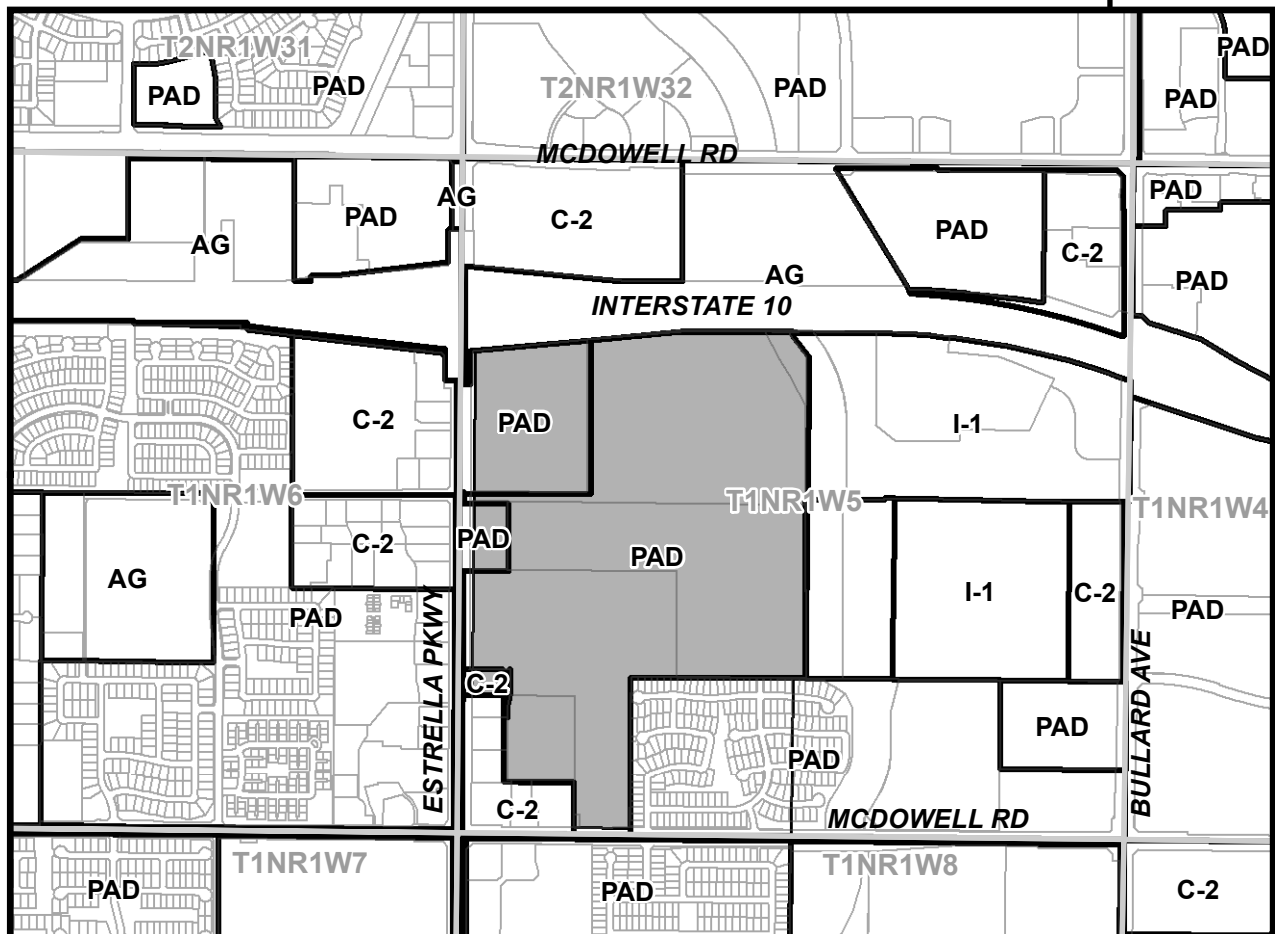 T2NR1W31
PAD
PAD
T2NR1W32
PAD
PAD
PAD
MCDOWELL RD
AG
PAD
AG
C-2
AG
PAD
C-2
PAD
PAD
INTERSTATE 10
C-2
PAD
I-1
T1NR1W6
T1NR1W5
T1NR1W4
C-2
PAD
PAD
AG
I-1
C-2
PAD
PAD
ESTRELLA PKWY
C-2
PAD
PAD
BULLARD AVE
C-2
MCDOWELL RD
T1NR1W7
T1NR1W8
PAD
PAD
C-2